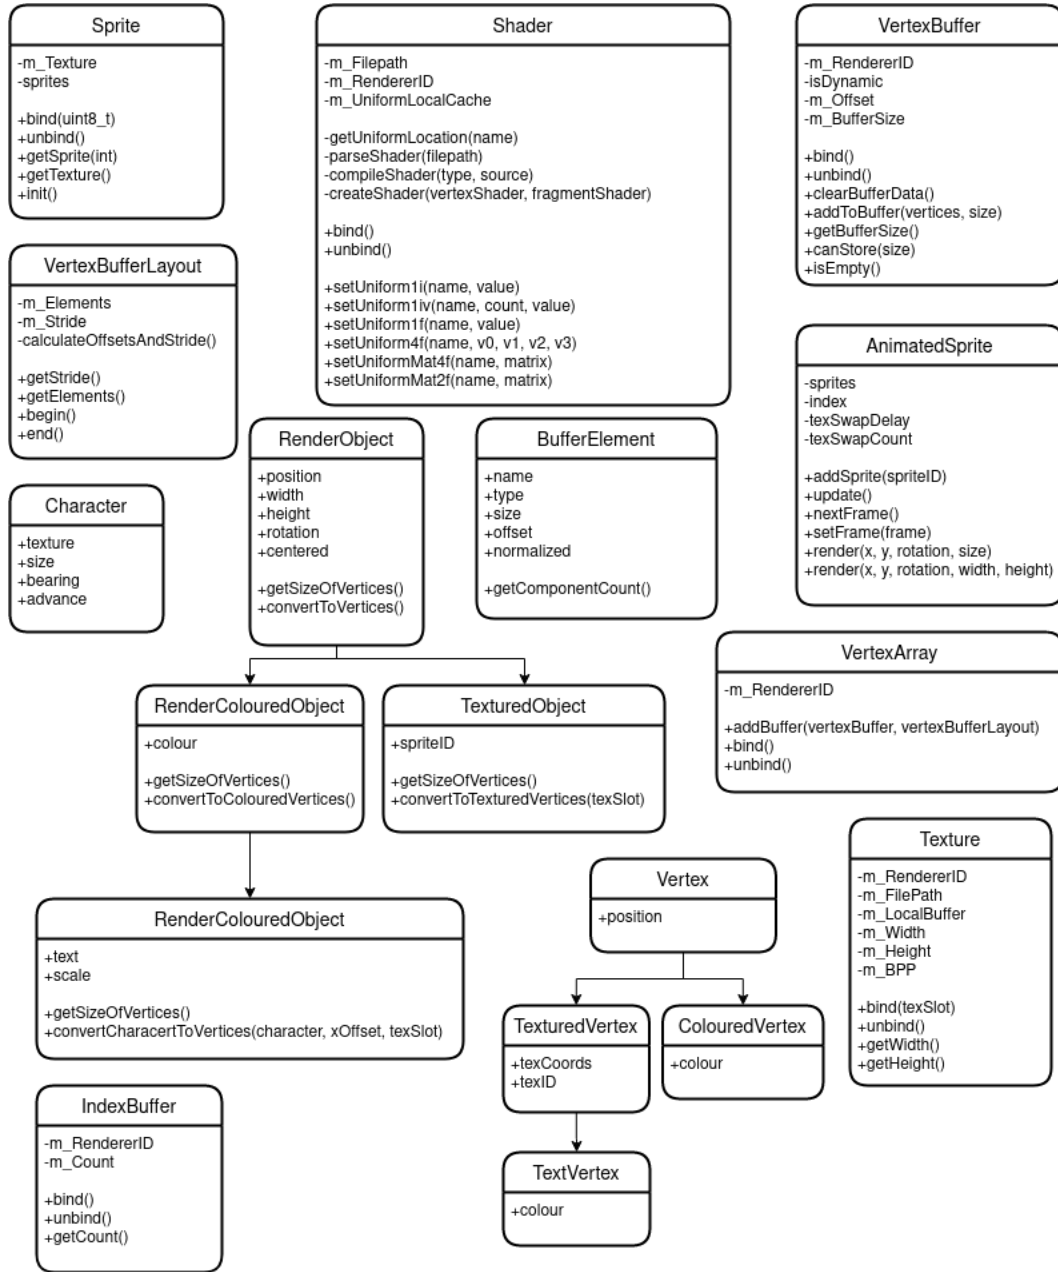 Sprite
-m_Texture
-sprites
+bind(uint8_t)
+unbind()
+getSprite(int)
+getTexture()
+init()
Shader
-m_Filepath
-m_RendererID
-m_UniformLocalCache
-getUniformLocation(name)
-parseShader(filepath)
-compileShader(type, source)
-createShader(vertexShader, fragmentShader)
+bind()
+unbind()
+setUniform1i(name, value)
+setUniform1iv(name, count, value)
+setUniform1f(name, value)
+setUniform4f(name, v0, v1, v2, v3)
+setUniformMat4f(name, matrix)
+setUniformMat2f(name, matrix)
VertexBuffer
-m_RendererID
-isDynamic
-m_Offset
-m_BufferSize
+bind()
+unbind()
+clearBufferData()
+addToBuffer(vertices, size)
+getBufferSize()
+canStore(size)
+isEmpty()
VertexBufferLayout
-m_Elements
-m_Stride
-calculateOffsetsAndStride()
+getStride()
+getElements()
+begin()
+end()
AnimatedSprite
-sprites
-index
-texSwapDelay
-texSwapCount
+addSprite(spriteID)
+update()
+nextFrame()
+setFrame(frame)
+render(x, y, rotation, size)
+render(x, y, rotation, width, height)
RenderObject
+position
+width
+height
+rotation
+centered
+getSizeOfVertices()
+convertToVertices()
BufferElement
+name
+type
+size
+offset
+normalized
+getComponentCount()
Character
+texture
+size
+bearing
+advance
VertexArray
-m_RendererID
+addBuffer(vertexBuffer, vertexBufferLayout)
+bind()
+unbind()
RenderColouredObject
+colour
+getSizeOfVertices()
+convertToColouredVertices()
TexturedObject
+spriteID
+getSizeOfVertices()
+convertToTexturedVertices(texSlot)
Texture
-m_RendererID
-m_FilePath
-m_LocalBuffer
-m_Width
-m_Height
-m_BPP
+bind(texSlot)
+unbind()
+getWidth()
+getHeight()
Vertex
+position
RenderColouredObject
+text
+scale
+getSizeOfVertices()
+convertCharacertToVertices(character, xOffset, texSlot)
TexturedVertex
+texCoords
+texID
ColouredVertex
+colour
IndexBuffer
-m_RendererID
-m_Count
+bind()
+unbind()
+getCount()
TextVertex
+colour